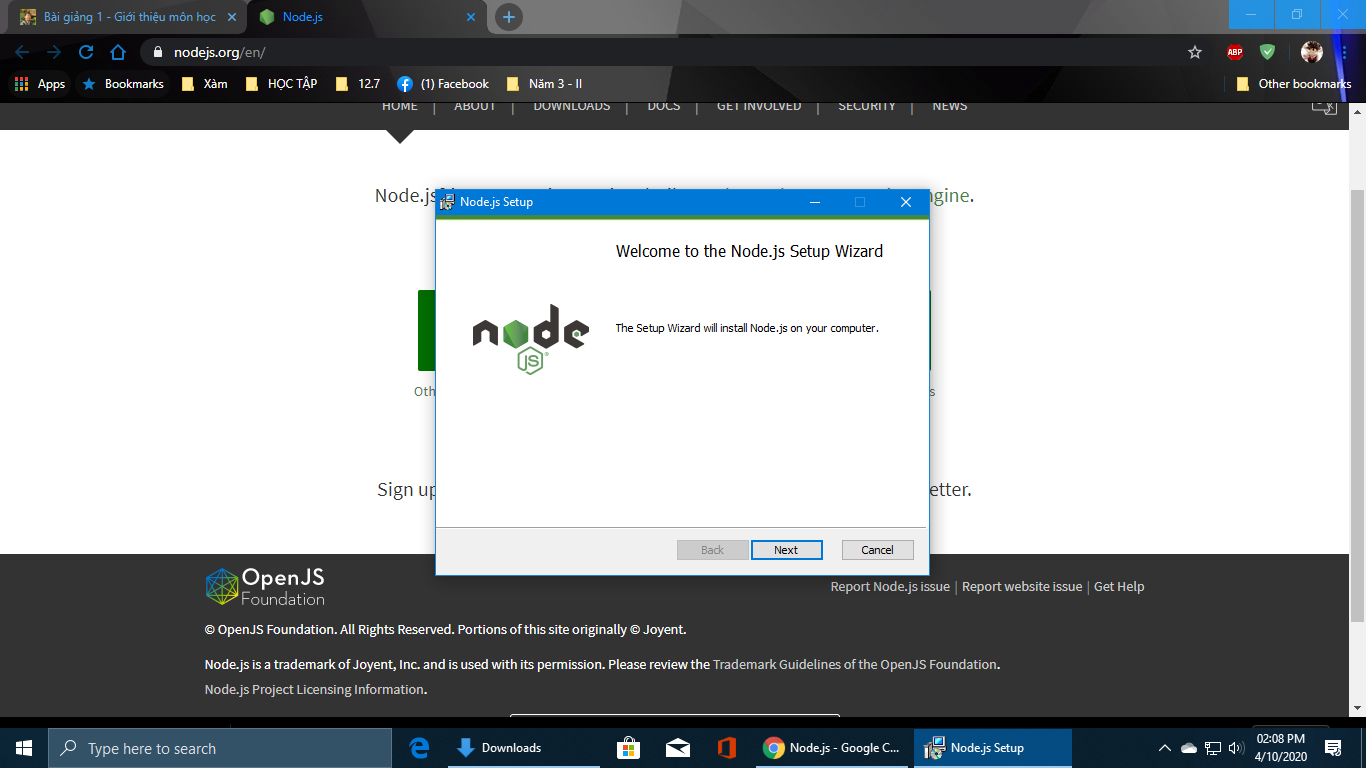 Bài giảng 1 - Giới thiệu môn học
Node.js
nodejs.org/en/
ABP
Apps
Bookmarks
Xàm
HỌC TẬP
12.7
(1) Facebook
Năm 3 - II
Other bookmarks
HOME
ABOUT
DOWNLOADS
DOCS
GET INVOLVED
SECURITY
NEWS
Node.js
Node.js Setup
Welcome to the Node.js Setup Wizard
node
JS
The Setup Wizard will install Node.js on your computer.
Sign up
Back
Next
Cancel
OpenJS
Foundation
Report Node.js issue | Report website issue | Get Help
© OpenJS Foundation. All Rights Reserved. Portions of this site originally © Joyent.
Node.js is a trademark of Joyent, Inc. and is used with its permission. Please review the Trademark Guidelines of the OpenJS Foundation.
Node.js Project Licensing Information.
Type here to search
Downloads
Node.js - Google C...
Node.js Setup
02:08 PM
4/10/2020